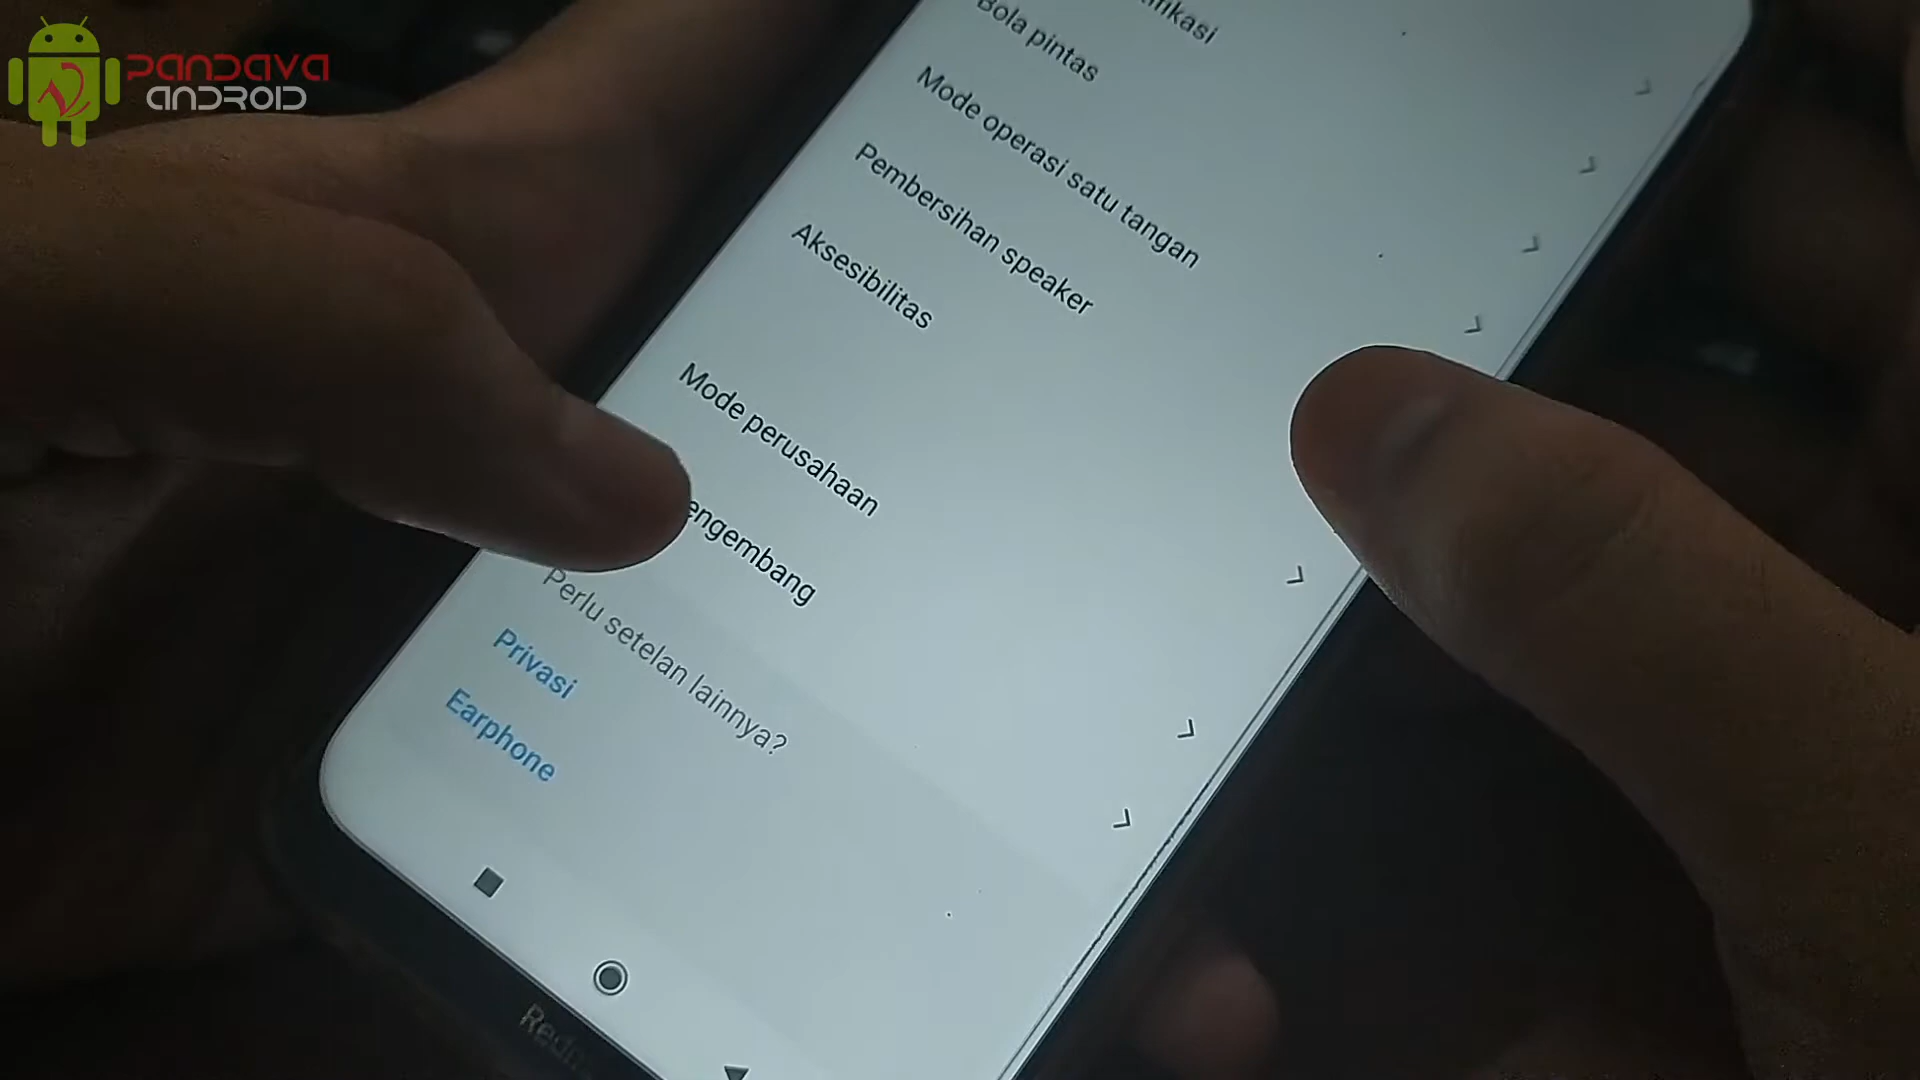 PANDAVA
ANDROID
Bola pintas
Mode operasi satu tangan
Pembersihan speaker
Aksesibilitas
Mode perusahaan
engembang
Perlu setelan lainnya?
Privasi
Earphone